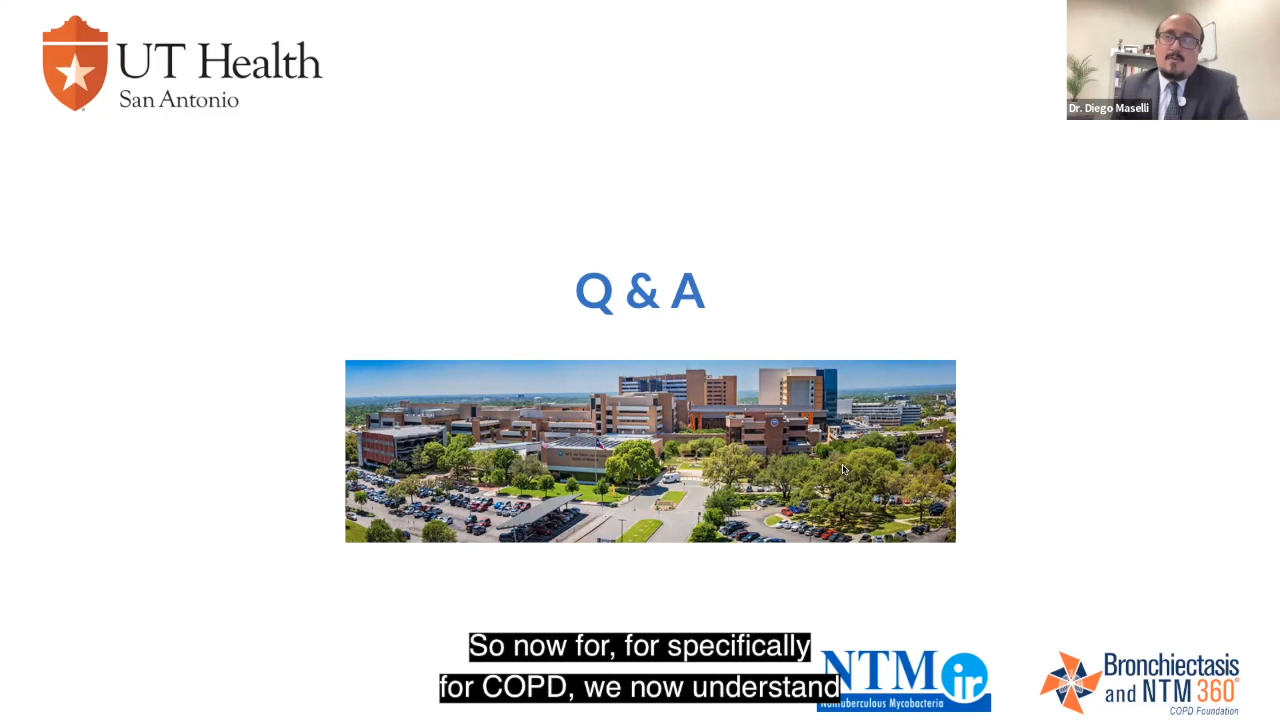 UT Health
San Antonio
Dr. Diego Maselli
Q & A
So now for, for specifically
for COPD, we now understand
NTM ir
Nontuberculous Mycobacteria
Bronchiectasis
and NTM 360°
COPD Foundation